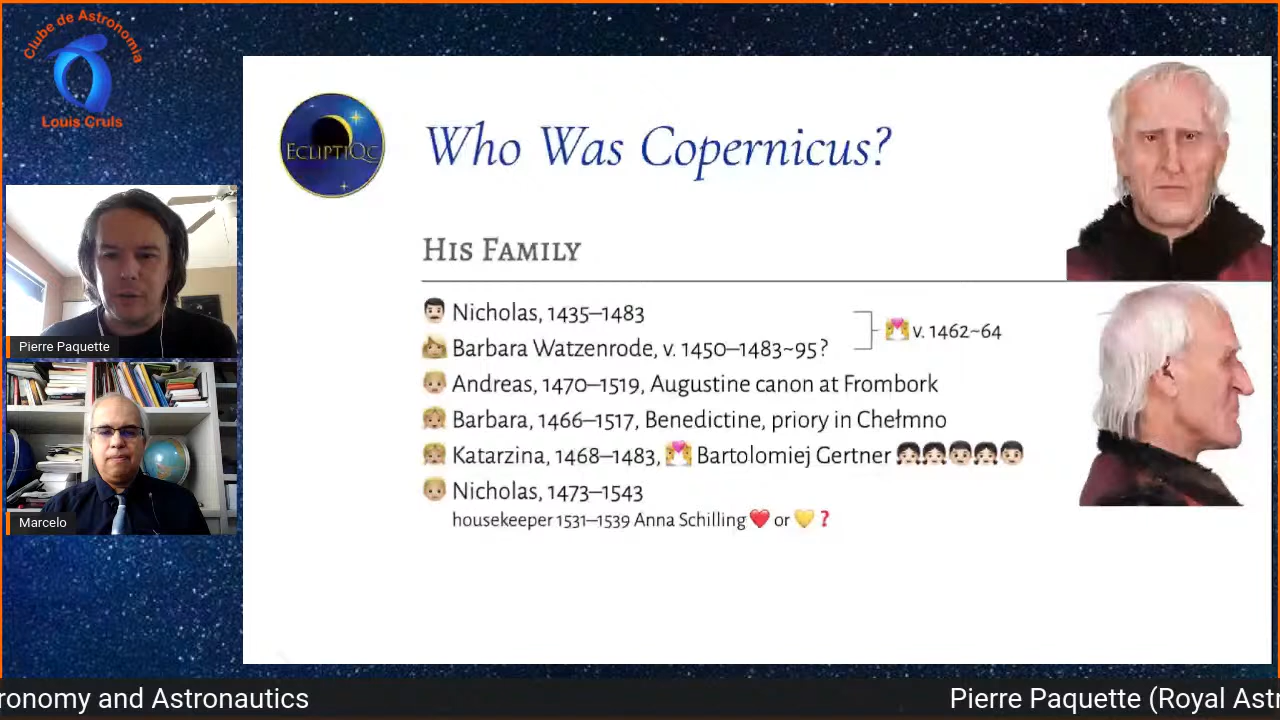 Clube de Astronomia
Louis Cruls
ECLIPTIQC
Who Was Copernicus?
HIS FAMILY
Nicholas, 1435–1483
Barbara Watzenrode, v. 1450–1483~95?
v. 1462~64
Andreas, 1470–1519, Augustine canon at Frombork
Barbara, 1466–1517, Benedictine, priory in Chełmno
Katarzina, 1468–1483, Bartolomiej Gertner
Nicholas, 1473–1543
housekeeper 1531–1539 Anna Schilling ❤️ or 💛 ❓
Pierre Paquette
Marcelo
ronomy and Astronautics
Pierre Paquette (Royal Astr